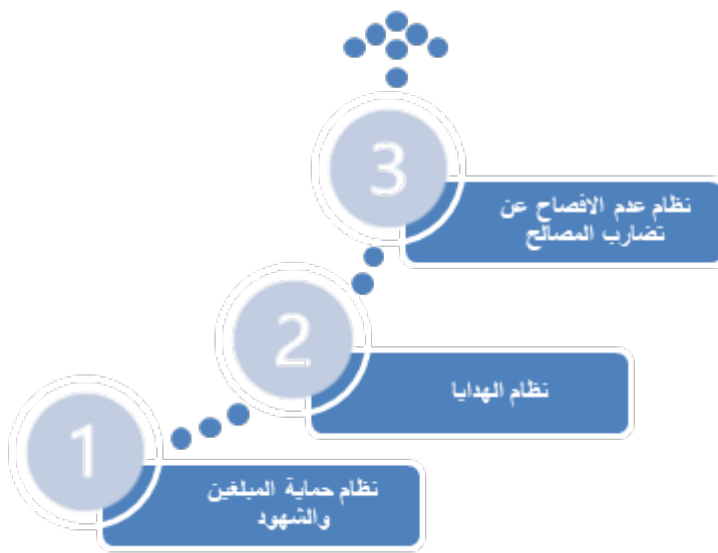 3
نظام عدم الافصاح عن
تضارب المصالح
2
نظام الهدايا
1
نظام حماية المبلغين
والشهود